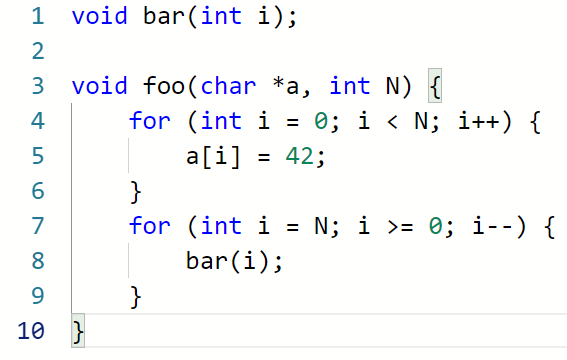 1 void bar(int i);
2
3 void foo(char *a, int N) {
4     for (int i = 0; i < N; i++) {
5         a[i] = 42;
6     }
7     for (int i = N; i >= 0; i--) {
8         bar(i);
9     }
10 }